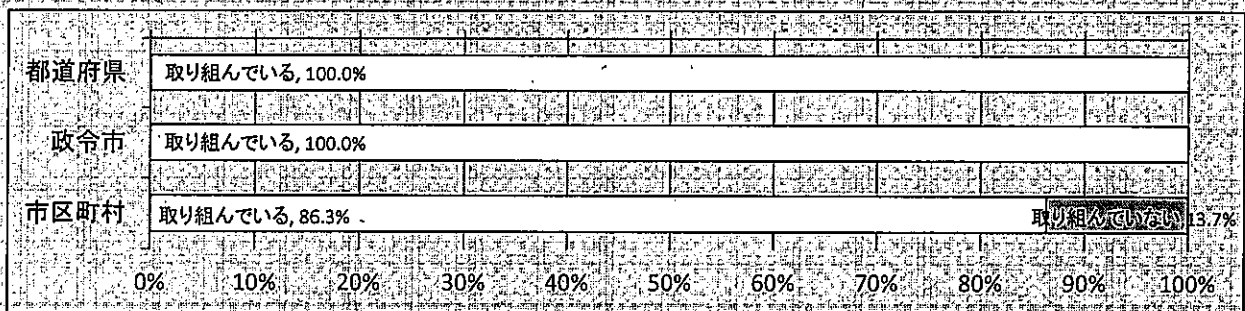 都道府県 取り組んでいる, 100.0%
政令市 取り組んでいる, 100.0%
市区町村 取り組んでいる, 86.3% 取り組んでいない 13.7%
0% 10% 20% 30% 40% 50% 60% 70% 80% 90% 100%